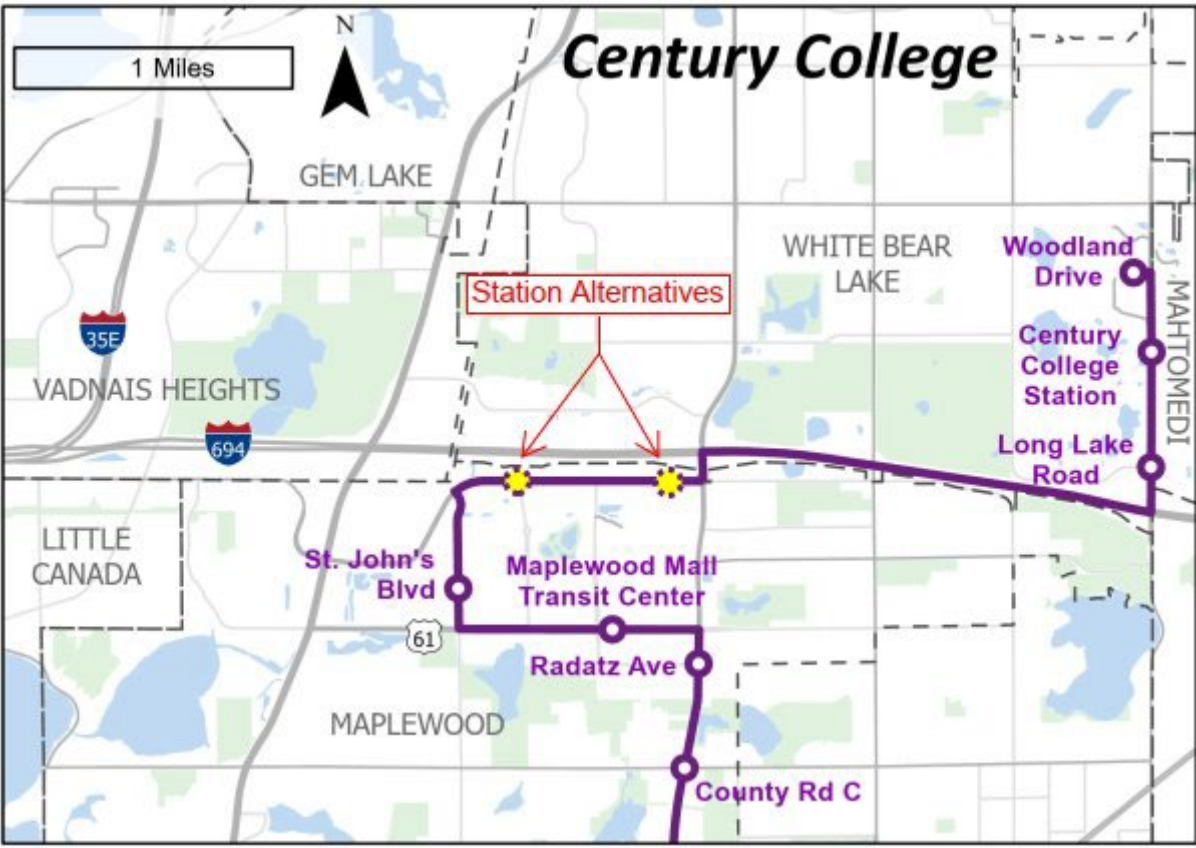 1 Miles
N
Century College
GEM LAKE
WHITE BEAR
LAKE
Woodland
Drive
Station Alternatives
35E
Century
College
Station
MAHTOMEDI
VADNAIS HEIGHTS
694
Long Lake
Road
LITTLE
CANADA
St. John's
Blvd
Maplewood Mall
Transit Center
61
Radatz Ave
MAPLEWOOD
County Rd C